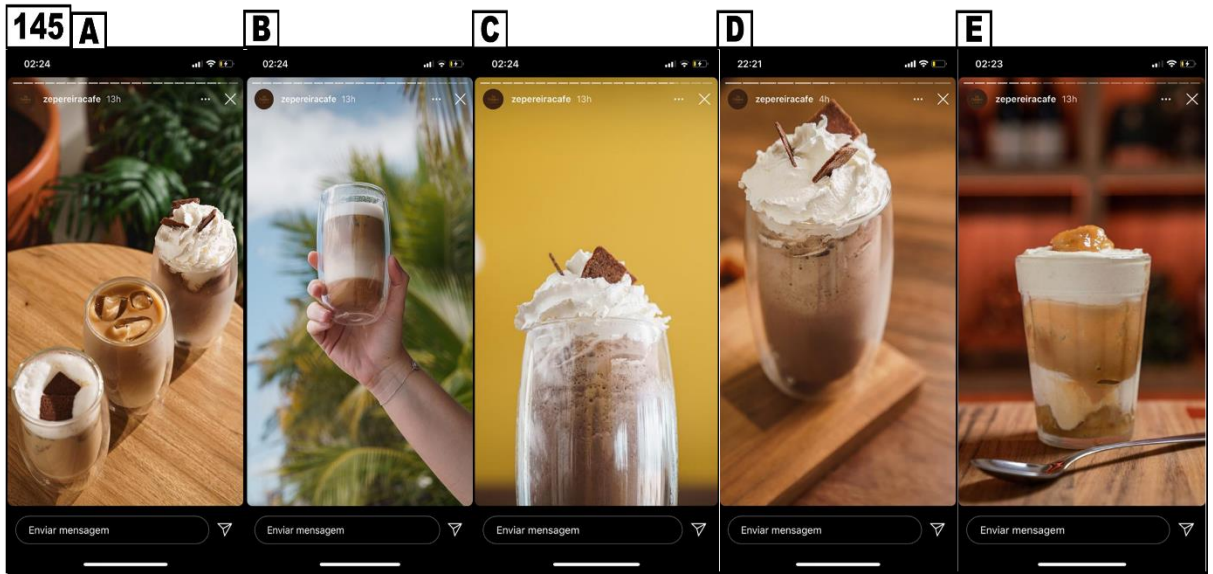 145 A B C D E
02:24 02:24 02:24 22:21 02:23
zepereiracafe 13h zepereiracafe 13h zepereiracafe 13h zepereiracafe 4h zepereiracafe 13h
Enviar mensagem Enviar mensagem Enviar mensagem Enviar mensagem Enviar mensagem